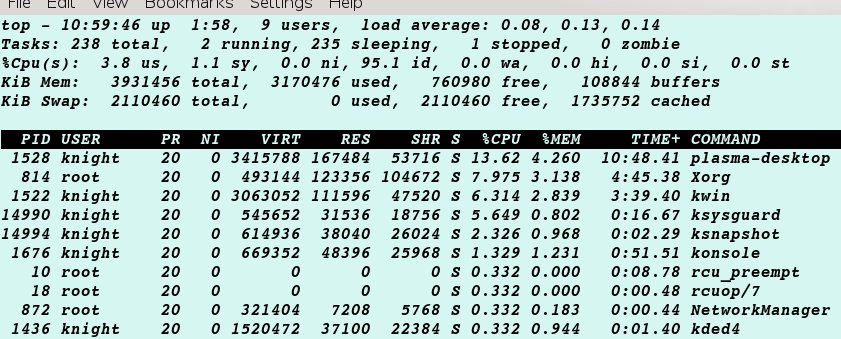 File Edit View Bookmarks Settings Help
top - 10:59:46 up  1:58,  9 users,  load average: 0.08, 0.13, 0.14
Tasks: 238 total,   2 running, 235 sleeping,   1 stopped,   0 zombie
%Cpu(s):  3.8 us,  1.1 sy,  0.0 ni, 95.1 id,  0.0 wa,  0.0 hi,  0.0 si,  0.0 st
KiB Mem:   3931456 total,  3170476 used,   760980 free,   108844 buffers
KiB Swap:  2110460 total,        0 used,  2110460 free,  1735752 cached
PID USER PR NI VIRT RES SHR S %CPU %MEM TIME+ COMMAND
1528 knight 20 0 3415788 167484 53716 S 13.62 4.260 10:48.41 plasma-desktop
814 root 20 0 493144 123356 104672 S 7.975 3.138 4:45.38 Xorg
1522 knight 20 0 3063052 111596 47520 S 6.314 2.839 3:39.40 kwin
14990 knight 20 0 545652 31536 18756 S 5.649 0.802 0:16.67 ksysguard
14994 knight 20 0 614936 38040 26024 S 2.326 0.968 0:02.29 ksnapshot
1676 knight 20 0 669352 48396 25968 S 1.329 1.231 0:51.51 konsole
10 root 20 0 0 0 0 S 0.332 0.000 0:08.78 rcu_preempt
18 root 20 0 0 0 0 S 0.332 0.000 0:00.48 rcuop/7
872 root 20 0 321404 7208 5768 S 0.332 0.183 0:00.44 NetworkManager
1436 knight 20 0 1520472 37100 22384 S 0.332 0.944 0:01.40 kded4